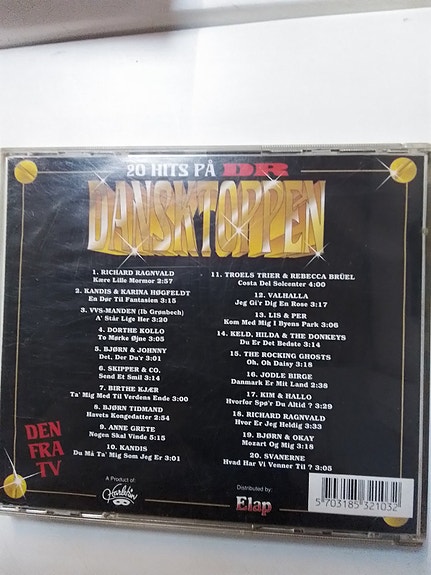 20 HITS PÅ DR
DANSKTOPPEN
1. RICHARD RAGNVALD
Kære Lille Mormor 2:57
2. KANDIS & KARINA HØGFELDT
En Dør Til Fantasien 3:15
3. VVS-MANDEN (Ib Grønbech)
A' Står Lige Her 3:20
4. DORTHE KOLLO
To Mørke Øjne 3:05
5. BJØRN & JOHNNY
Det, Der Du'r 3:01
6. SKIPPER & CO.
Send Et Smil 3:14
7. BIRTHE KJÆR
Ta' Mig Med Til Verdens Ende 3:00
8. BJØRN TIDMAND
Havets Kongedatter 2:54
9. ANNE GRETE
Nogen Skal Vinde 5:15
10. KANDIS
Du Må Ta' Mig Som Jeg Er 3:01
11. TROELS TRIER & REBECCA BRÜEL
Costa Del Solcenter 4:00
12. VALHALLA
Jeg Gi'r Dig En Rose 3:17
13. LIS & PER
Kom Med Mig I Byens Park 3:06
14. KELD, HILDA & THE DONKEYS
Du Er Det Bedste 3:14
15. THE ROCKING GHOSTS
Oh, Oh Daisy 3:18
16. JODLE BIRGE
Danmark Er Mit Land 2:38
17. KIM & HALLO
Hvorfor Spø'r Du Altid ? 3:29
18. RICHARD RAGNVALD
Hvor Er Jeg Heldig 3:33
19. BJØRN & OKAY
Mozart Og Mig 3:18
20. SVANERNE
Hvad Har Vi Venner Til ? 3:05
DEN
FRA
TV
A Product of:
Harlekin
Distributed by:
Elap
5 703185 321032